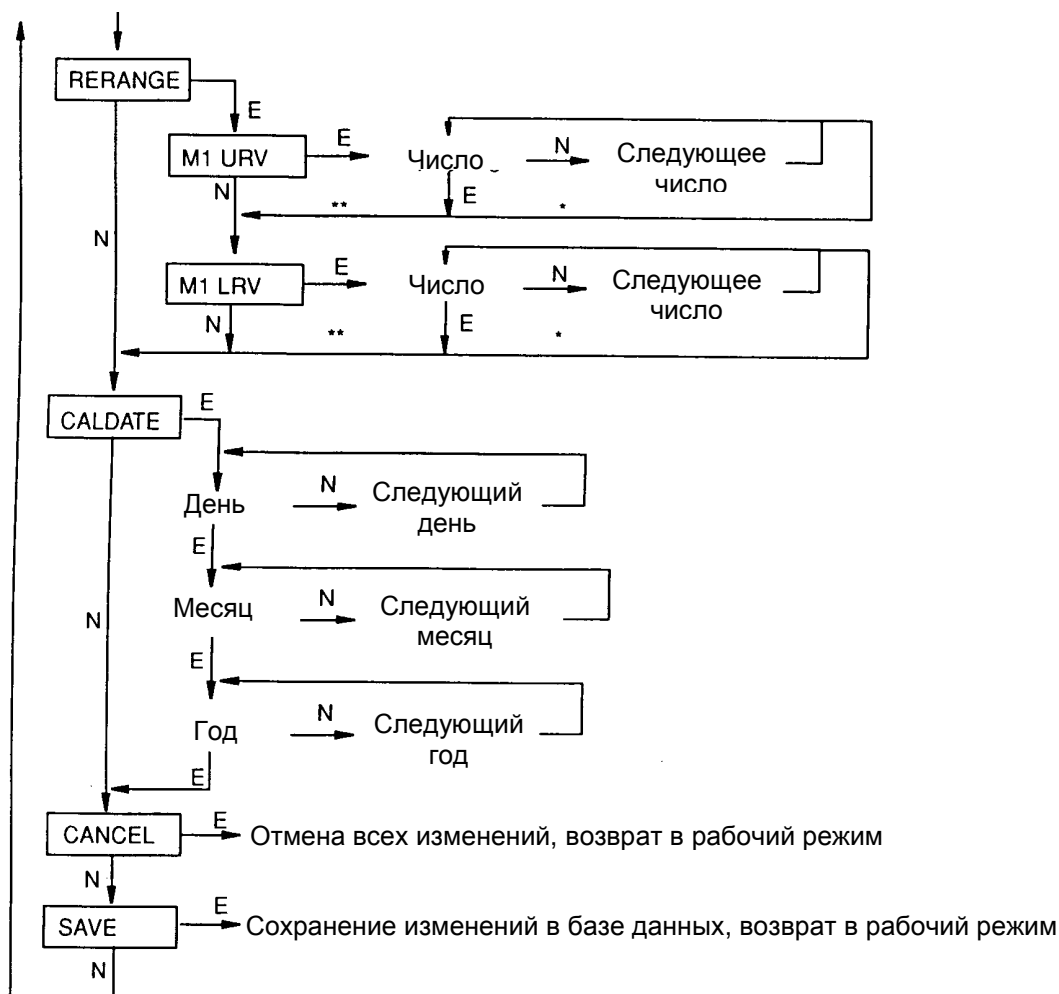 RERANGE
E
M1 URV
E
Число
N
Следующее
число
N
E
**
*
N
M1 LRV
E
Число
N
Следующее
число
N
E
**
*
CALDATE
E
День
N
Следующий
день
E
Месяц
N
Следующий
месяц
N
E
Год
N
Следующий
год
E
CANCEL
E
Отмена всех изменений, возврат в рабочий режим
N
SAVE
E
Сохранение изменений в базе данных, возврат в рабочий режим
N